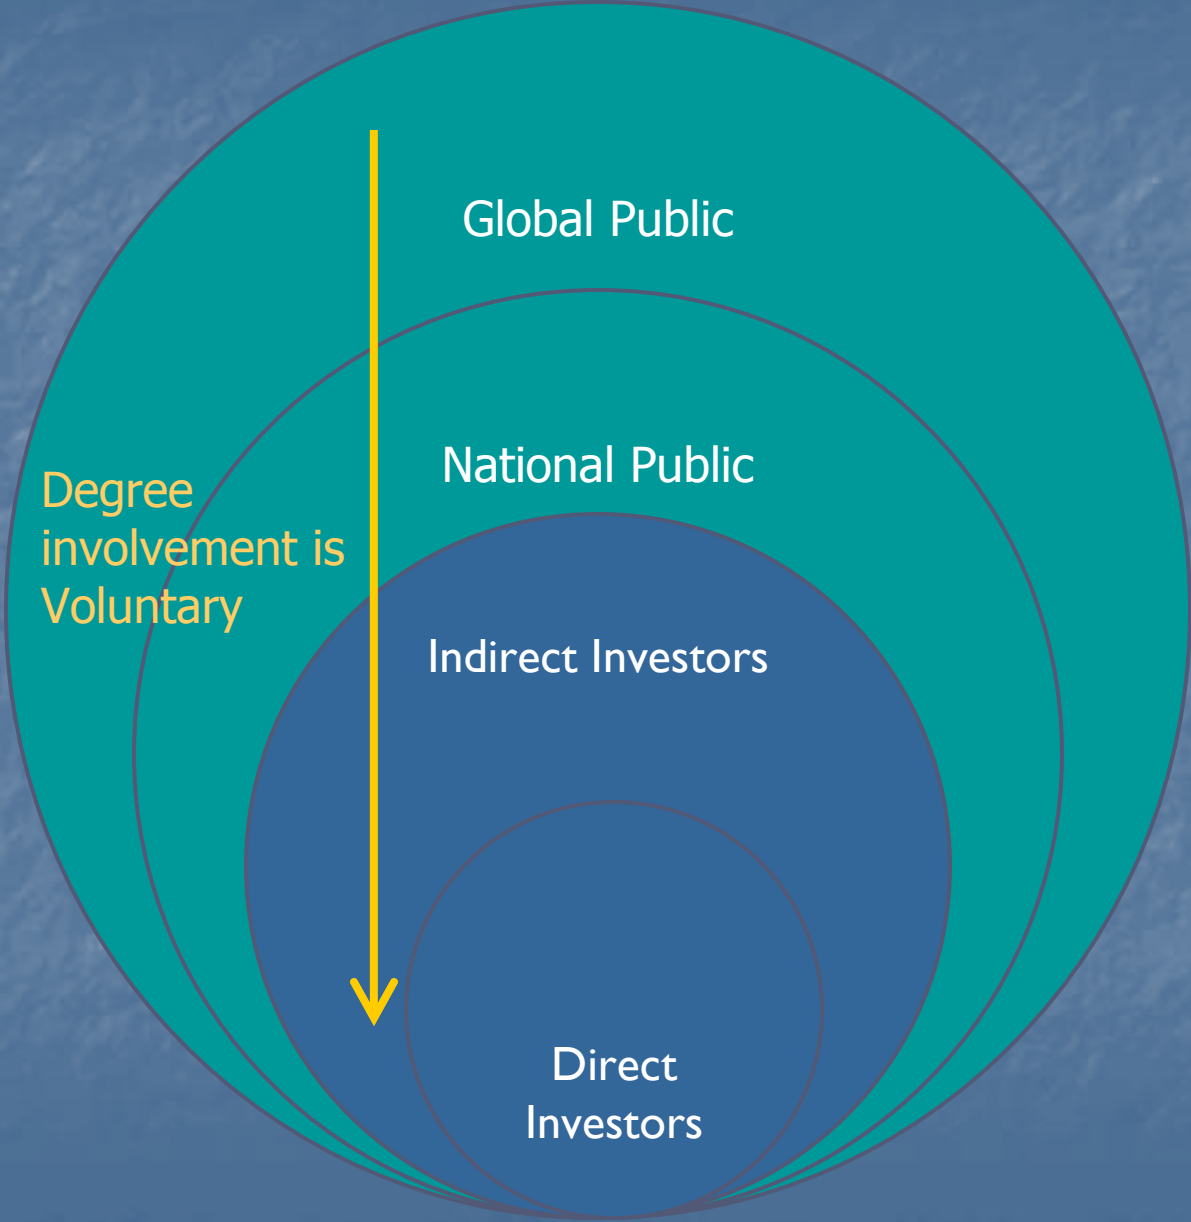 Global Public
National Public
Degree
involvement is
Voluntary
Indirect Investors
Direct
Investors